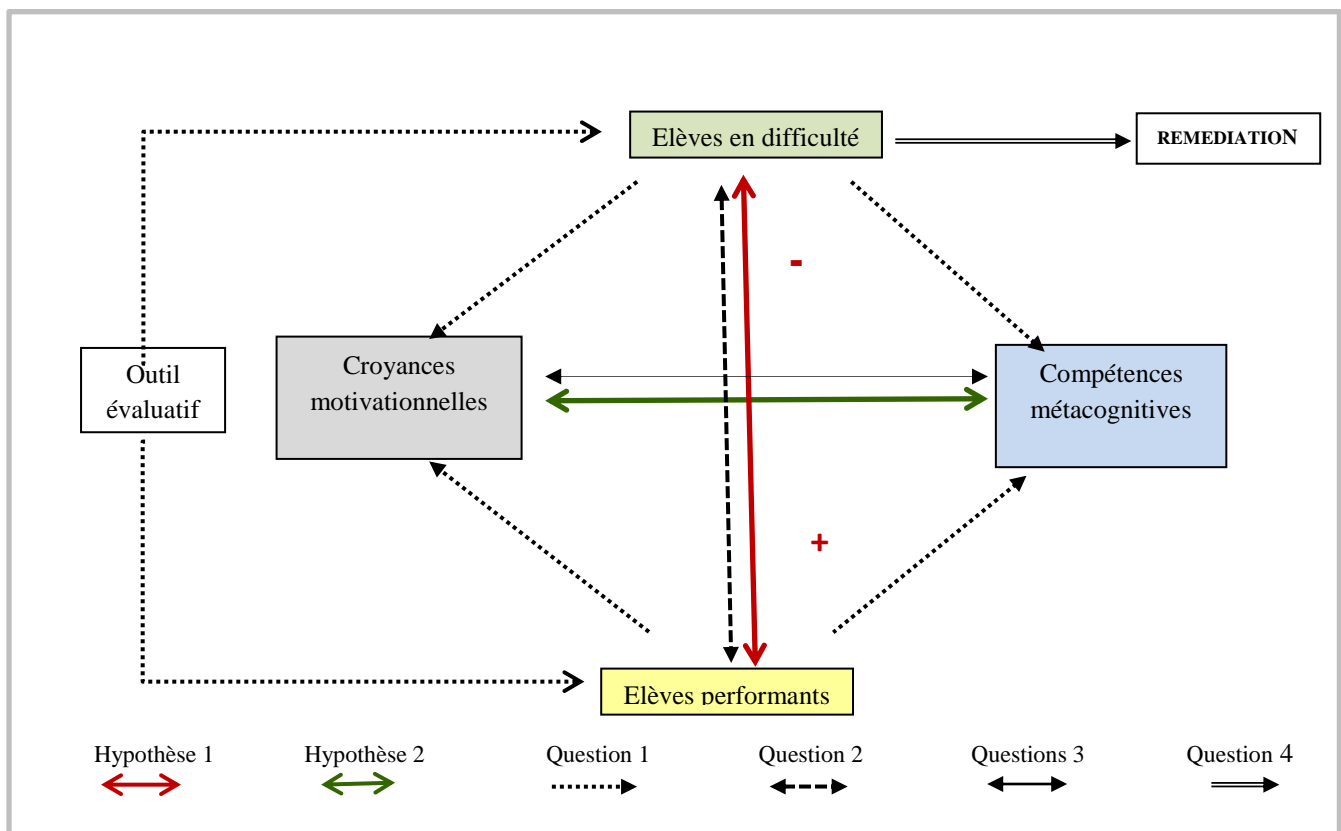 Elèves en difficulté
REMEDIATION
-
Outil
évaluatif
Croyances
motivationnelles
Compétences
métacognitives
+
Elèves performants
Hypothèse 1
Hypothèse 2
Question 1
Question 2
Questions 3
Question 4